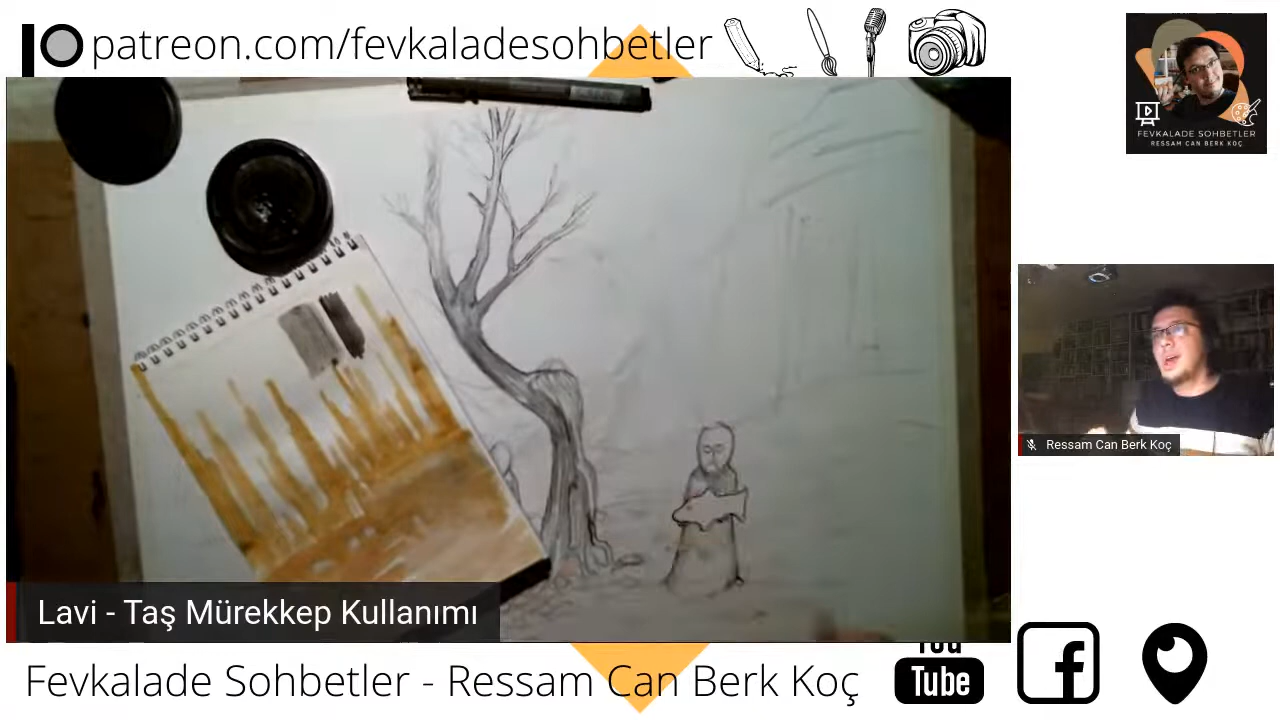 patreon.com/fevkaladesohbetler
FEVKALADE SOHBETLER
RESSAM CAN BERK KOÇ
Ressam Can Berk Koç
Lavi - Taş Mürekkep Kullanımı
Fevkalade Sohbetler - Ressam Can Berk Koç
You
Tube